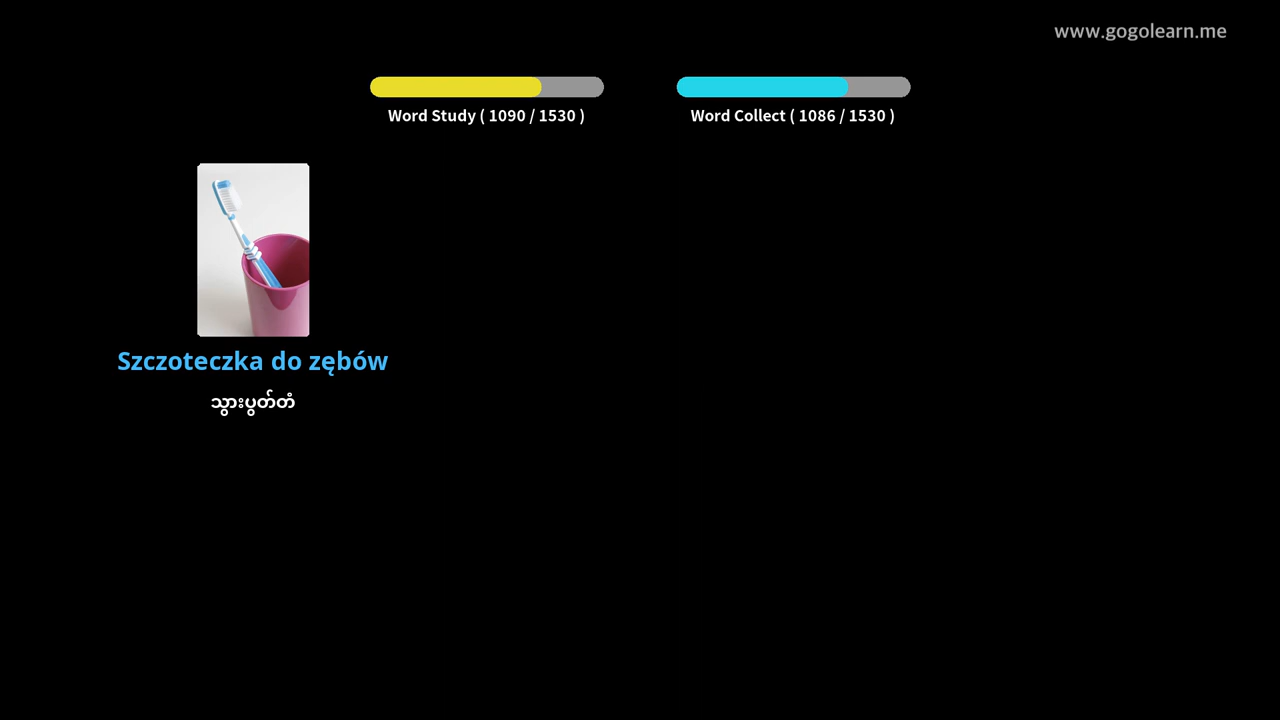 www.gogolearn.me
Word Study ( 1090 / 1530 )
Word Collect ( 1086 / 1530 )
Szczoteczka do zębów
သွားပွတ်တံ